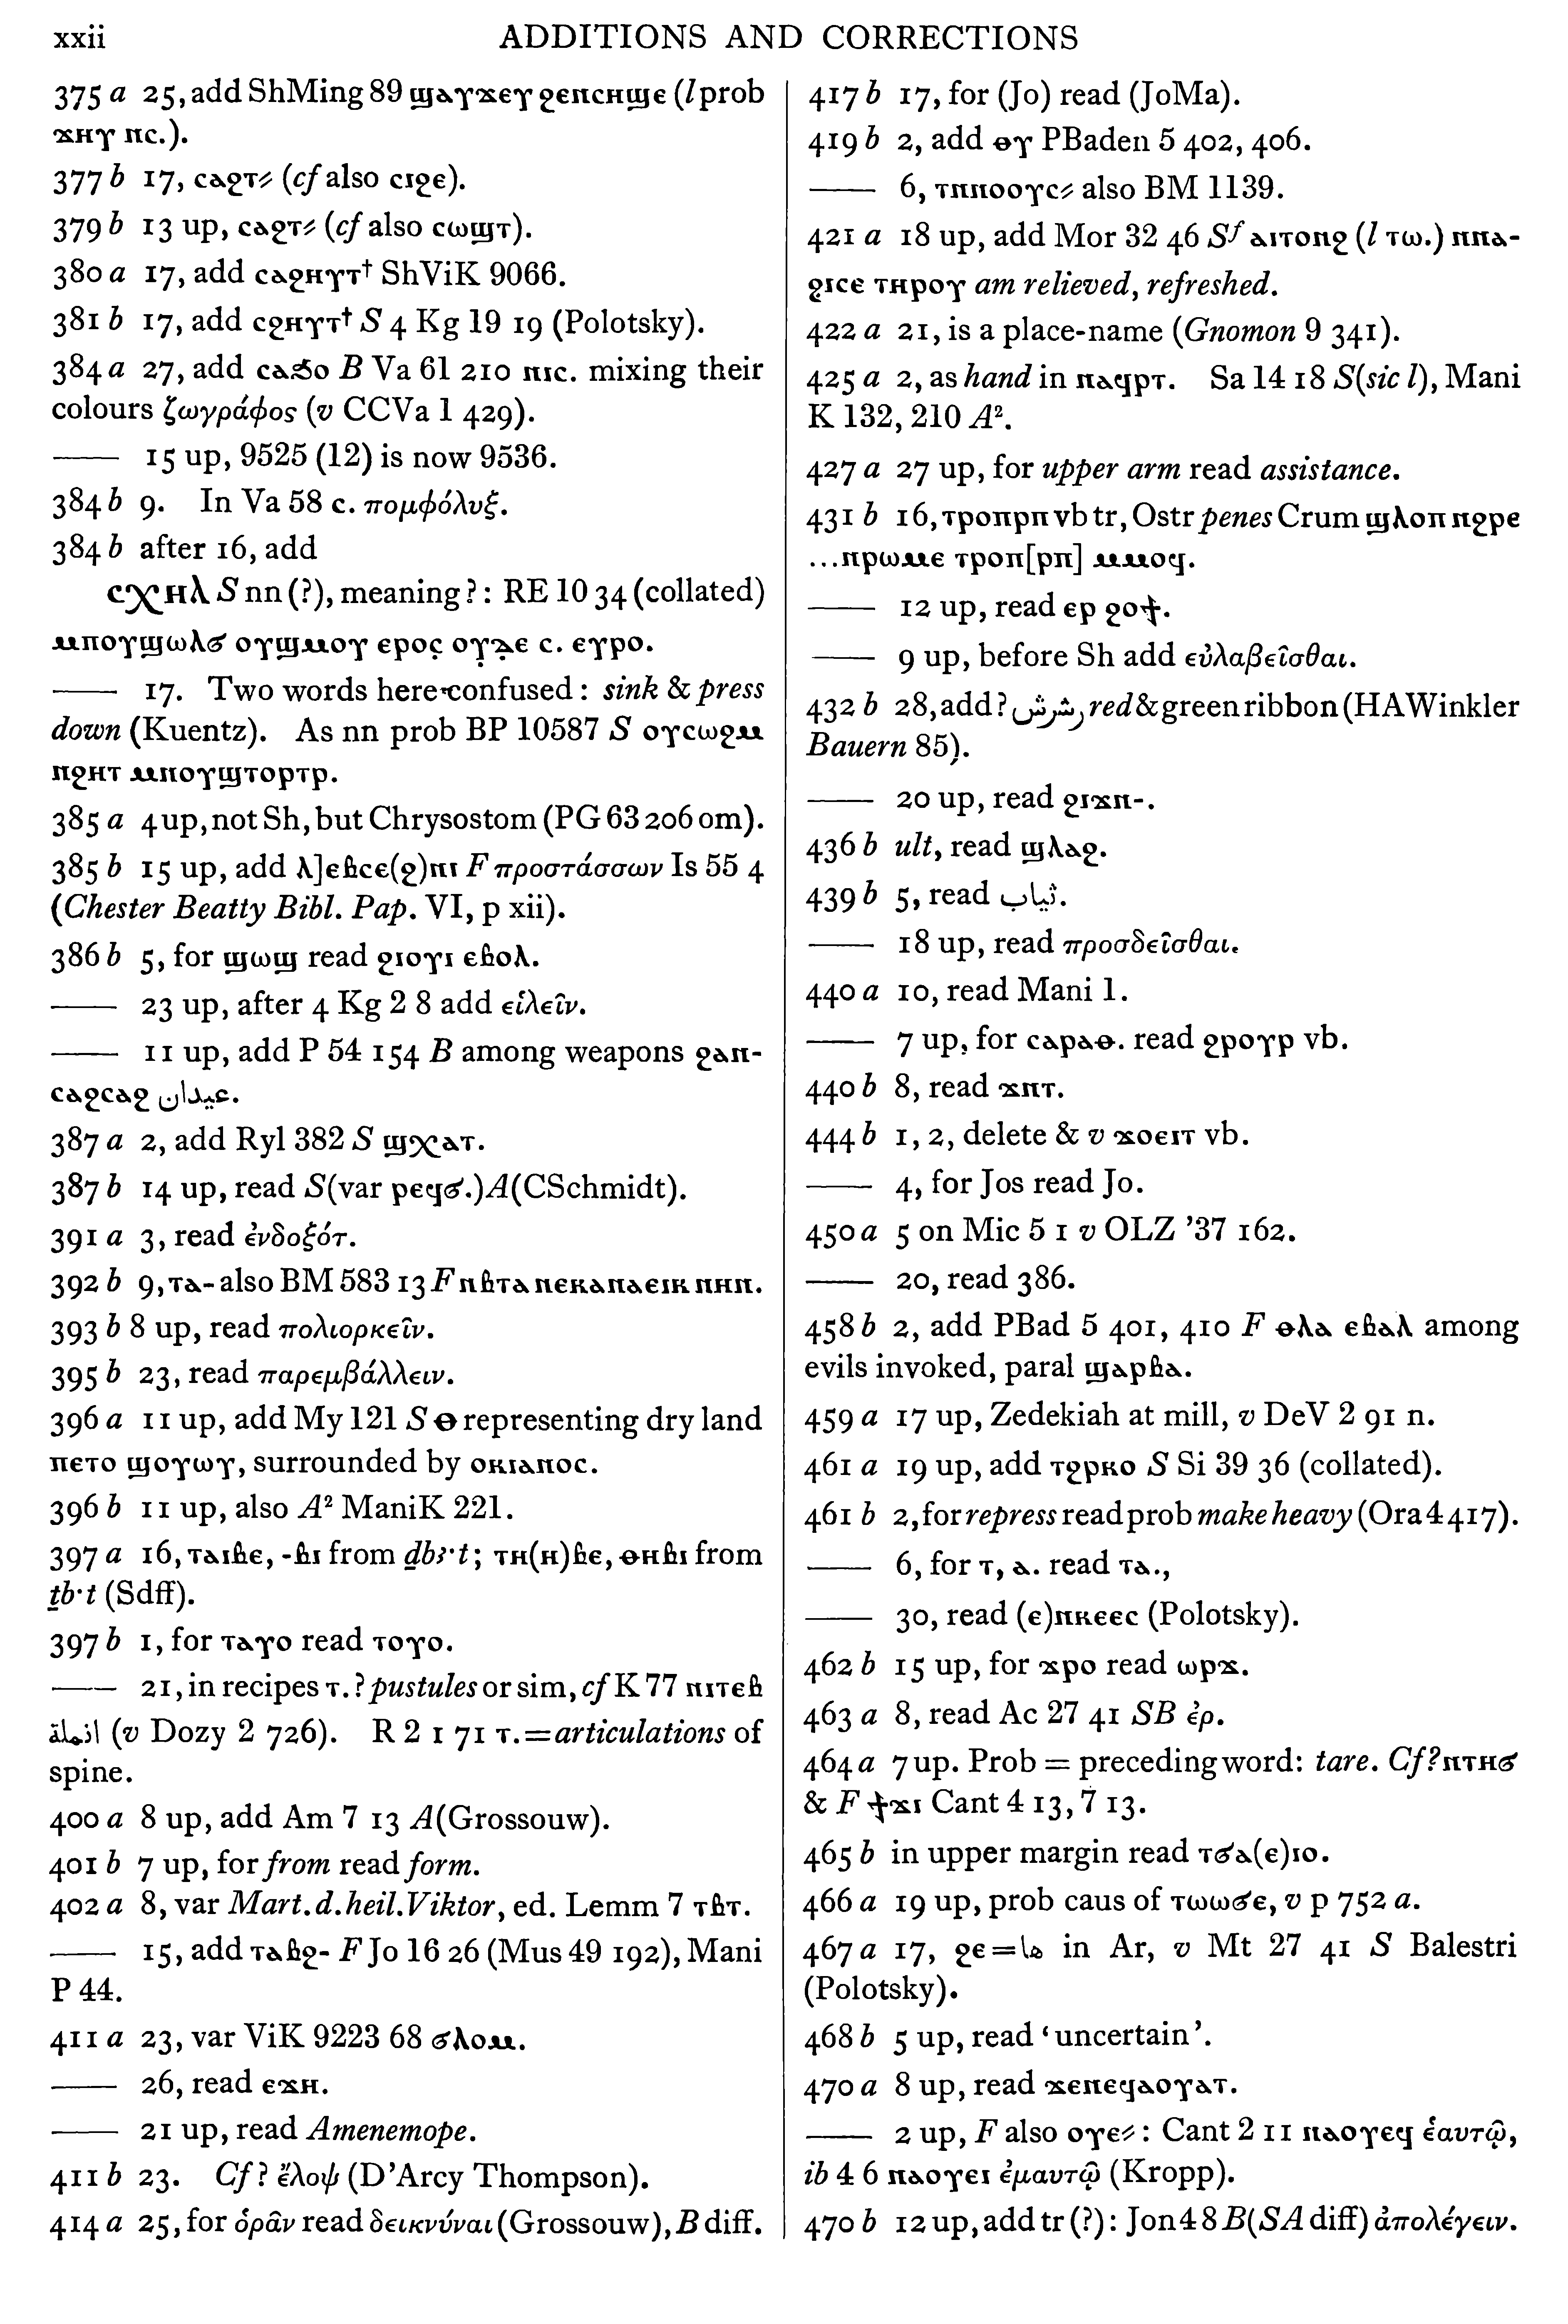 xxii
ADDITIONS AND CORRECTIONS
375 a 25, add ShMing 89 ϣⲁⲩϫⲉⲩ ϩⲉⲛⲥⲏϣⲉ (l prob
ϫⲏⲩ ⲛⲥ.).
377 b 17, ⲥⲁϩⲧ⸗ (cf also ⲥⲓϩⲉ).
379 b 13 up, ⲥⲁϩⲧ⸗ (cf also ⲥⲱϣⲧ).
380 a 17, add ⲥⲁϩⲏⲩⲧ† ShViK 9066.
381 b 17, add ⲥϩⲏⲩⲧ† S 4 Kg 19 19 (Polotsky).
384 a 27, add ⲥⲁϧⲟ B Va 61 210 ⲛⲓⲥ. mixing their
colours ζωγράφος (v CCVa 1 429).
—— 15 up, 9525 (12) is now 9536.
384 b 9. In Va 58 c. πομφόλυξ.
384 b after 16, add
ⲥⲭⲏⲗ S nn (?), meaning ? : RE 10 34 (collated)
ⲙⲡⲟⲩϣⲱⲗϭ ⲟⲩϣⲙⲟⲩ ⲉⲣⲟⲥ̣ ⲟⲩ̣ϫ̣ⲉ ⲥ. ⲉⲩⲣⲟ.
—— 17. Two words here confused : sink & press
down (Kuentz). As nn prob BP 10587 S ⲟⲩⲥⲱϩⲙ
ⲛϩⲏⲧ ⲙⲛⲟⲩϣⲧⲟⲣⲧⲣ.
385 a 4 up, not Sh, but Chrysostom (PG 63 206 om).
385 b 15 up, add ⲗ]ⲉⲃⲥⲉ(ϩ)ⲛⲓ F προστάσσων Is 55 4
(Chester Beatty Bibl. Pap. VI, p xii).
386 b 5, for ϣⲱϣ read ϩⲓⲟⲩⲓ ⲉⲃⲟⲗ.
—— 23 up, after 4 Kg 2 8 add εἱλεῖν.
—— 11 up, add P 54 154 B among weapons ϩⲁⲛ-
ⲥⲁϩⲥⲁϩ عيدان.
387 a 2, add Ryl 382 S ϣⲭⲁⲧ.
387 b 14 up, read S(var ⲣⲉϥϭ.)A(CSchmidt).
391 a 3, read ἐνδοξότ.
392 b 9, ⲧⲁ- also BM 583 13 F ⲛⲃⲧⲁ ⲛⲉⲕⲁⲛⲁⲉⲓⲕ ⲛⲏⲛ.
393 b 8 up, read πολιορκεῖν.
395 b 23, read παρεμβάλλειν.
396 a 11 up, add My 121 S ⲑ representing dry land
ⲡⲉⲧⲟ ϣⲟⲩⲱⲩ, surrounded by ⲟⲕⲓⲁⲛⲟⲥ.
396 b 11 up, also A² ManiK 221.
397 a 16, ⲧⲁⲓⲃⲉ, -ⲃⲓ from ḏbꜣ·t ; ⲧⲏ(ⲏ)ⲃⲉ, ⲑⲏⲃⲓ from
ṯb·t (Sdff).
397 b 1, for ⲧⲁⲩⲟ read ⲧⲟⲩⲟ.
—— 21, in recipes ⲧ. ? pustules or sim, cf K 77 ⲡⲓⲧⲉⲃ
(v Dozy 2 726). R 2 1 71 ⲧ. = articulations of
spine.
400 a 8 up, add Am 7 13 A(Grossouw).
401 b 7 up, for from read form.
402 a 8, var Mart. d. heil. Viktor, ed. Lemm 7 ⲧⲃⲧ.
—— 15, add ⲧⲁⲃϩ- F Jo 16 26 (Mus 49 192), Mani
P 44.
411 a 23, var ViK 9223 68 ϭⲗⲟⲙ.
—— 26, read ⲉϫⲏ.
—— 21 up, read Amenemope.
411 b 23. Cf ? ἔλοψ (D'Arcy Thompson).
414 a 25, for ὁρᾶν read δεικνύναι (Grossouw), B diff.
417 b 17, for (Jo) read (JoMa).
419 b 2, add ⲑⲩ PBaden 5 402, 406.
—— 6, ⲧⲛⲛⲟⲟⲩⲥ⸗ also BM 1139.
421 a 18 up, add Mor 32 46 Sf ⲁⲓⲧⲟⲛϩ (l ⲧⲱ.) ⲛⲛⲁ-
ϩⲓⲥⲉ ⲧⲏⲣⲟⲩ am relieved, refreshed.
422 a 21, is a place-name (Gnomon 9 341).
425 a 2, as hand in ⲛⲁϥⲣⲧ. Sa 14 18 S(sic l), Mani
K 132, 210 A².
427 a 27 up, for upper arm read assistance.
431 b 16, ⲧⲣⲟⲡⲣⲡ vb tr, Ostr penes Crum ϣⲗⲟⲡ ⲛϩⲣⲉ
...ⲡⲣⲱⲙⲉ ⲧⲣⲟⲡ[ⲣⲡ] ⲙⲙⲟϥ.
—— 12 up, read ⲉⲣ ϩⲟϯ.
—— 9 up, before Sh add εὐλαβεῖσθαι.
432 b 28, add ? شرشر red & green ribbon (HAWinkler
Bauern 85).
—— 20 up, read ϩⲓϫⲛ-.
436 b ult, read ϣⲗⲁϩ.
439 b 5, read ثياب.
—— 18 up, read προσδεῖσθαι.
440 a 10, read Mani 1.
—— 7 up, for ⲥⲁⲣⲁⲑ. read ϩⲣⲟⲩⲣ vb.
440 b 8, read ϫⲛⲧ.
444 b 1, 2, delete & v ϫⲟⲉⲓⲧ vb.
—— 4, for Jos read Jo.
450 a 5 on Mic 5 1 v OLZ '37 162.
—— 20, read 386.
458 b 2, add PBad 5 401, 410 F ⲑⲗⲁ ⲉⲃⲁⲗ among
evils invoked, paral ϣⲁⲣⲃⲁ.
459 a 17 up, Zedekiah at mill, v DeV 2 91 n.
461 a 19 up, add ⲧϩⲣⲕⲟ S Si 39 36 (collated).
461 b 2, for repress read prob make heavy (Ora 4 417).
—— 6, for ⲧ, ⲁ. read ⲧⲁ.,
—— 30, read (ⲉ)ⲛⲕⲉⲉⲥ (Polotsky).
462 b 15 up, for ϫⲣⲟ read ⲱⲣϫ.
463 a 8, read Ac 27 41 SB ἐρ.
464 a 7 up. Prob = preceding word: tare. Cf ? ⲛⲧⲏϭ
& F ϯϫⲓ Cant 4 13, 7 13.
465 b in upper margin read ⲧϭⲁ(ⲉ)ⲓⲟ.
466 a 19 up, prob caus of ⲧⲱⲱϭⲉ, v p 752 a.
467 a 17, ϩⲉ = ها in Ar, v Mt 27 41 S Balestri
(Polotsky).
468 b 5 up, read 'uncertain'.
470 a 8 up, read ϫⲉⲛⲉϥⲁⲟⲩⲁⲧ.
—— 2 up, F also ⲟⲩⲉ⸗ : Cant 2 11 ⲛⲁⲟⲩⲉϥ ἑαυτῷ,
ib 4 6 ⲛⲁⲟⲩⲉⲓ ἐμαυτῷ (Kropp).
470 b 12 up, add tr (?) : Jon 4 8 B(SA diff) ἀπολέγειν.